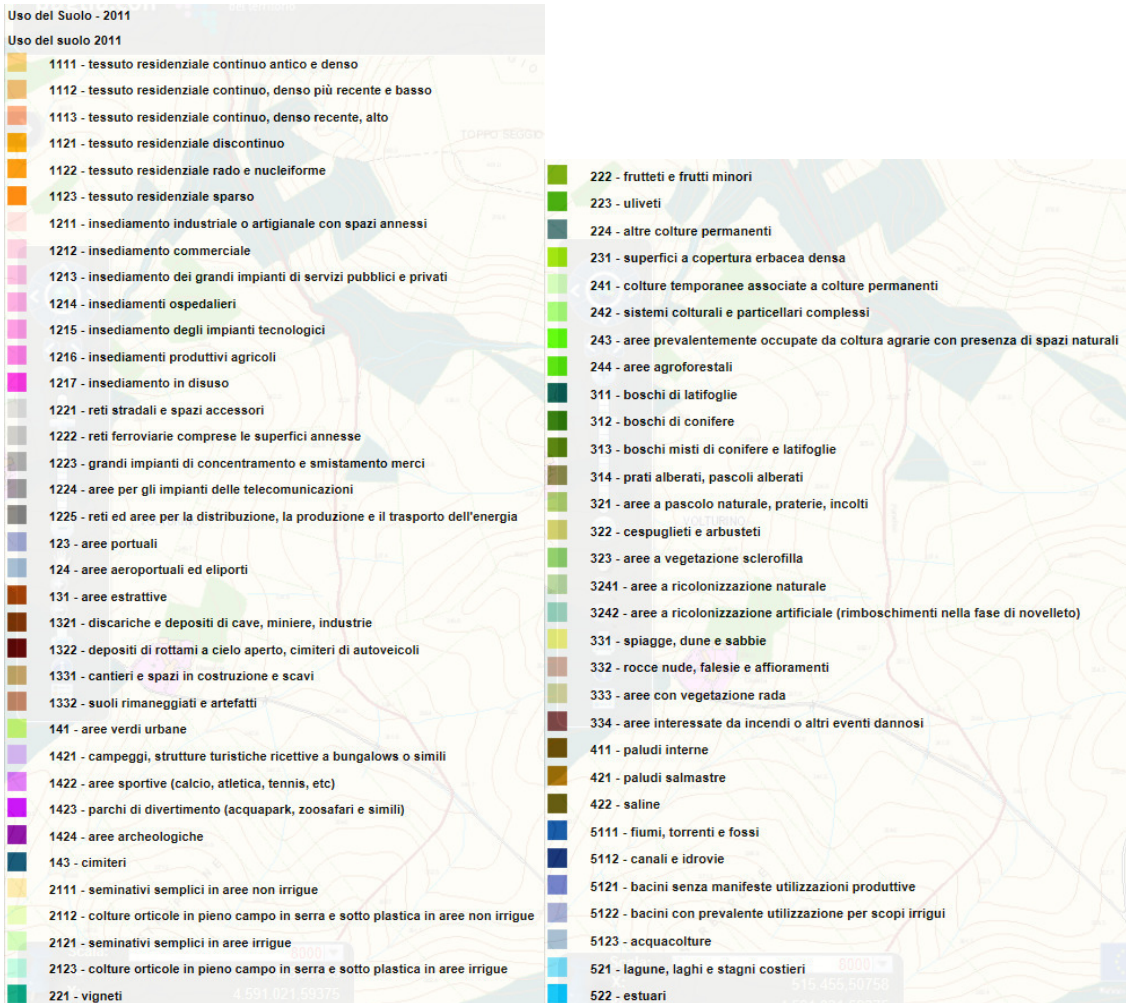 Uso del Suolo - 2011
Uso del suolo 2011
1111 - tessuto residenziale continuo antico e denso
1112 - tessuto residenziale continuo, denso più recente e basso
1113 - tessuto residenziale continuo, denso recente, alto
1121 - tessuto residenziale discontinuo
1122 - tessuto residenziale rado e nucleiforme
1123 - tessuto residenziale sparso
1211 - insediamento industriale o artigianale con spazi annessi
1212 - insediamento commerciale
1213 - insediamento dei grandi impianti di servizi pubblici e privati
1214 - insediamenti ospedalieri
1215 - insediamento degli impianti tecnologici
1216 - insediamenti produttivi agricoli
1217 - insediamento in disuso
1221 - reti stradali e spazi accessori
1222 - reti ferroviarie comprese le superfici annesse
1223 - grandi impianti di concentramento e smistamento merci
1224 - aree per gli impianti delle telecomunicazioni
1225 - reti ed aree per la distribuzione, la produzione e il trasporto dell'energia
123 - aree portuali
124 - aree aeroportuali ed eliporti
131 - aree estrattive
1321 - discariche e depositi di cave, miniere, industrie
1322 - depositi di rottami a cielo aperto, cimiteri di autoveicoli
1331 - cantieri e spazi in costruzione e scavi
1332 - suoli rimaneggiati e artefatti
141 - aree verdi urbane
1421 - campeggi, strutture turistiche ricettive a bungalows o simili
1422 - aree sportive (calcio, atletica, tennis, etc)
1423 - parchi di divertimento (acquapark, zoosafari e simili)
1424 - aree archeologiche
143 - cimiteri
2111 - seminativi semplici in aree non irrigue
2112 - colture orticole in pieno campo in serra e sotto plastica in aree non irrigue
2121 - seminativi semplici in aree irrigue
2123 - colture orticole in pieno campo in serra e sotto plastica in aree irrigue
221 - vigneti
TOPPO SEGGIO
6000
4.591.021,59375
222 - frutteti e frutti minori
223 - uliveti
224 - altre colture permanenti
231 - superfici a copertura erbacea densa
241 - colture temporanee associate a colture permanenti
242 - sistemi colturali e particellari complessi
243 - aree prevalentemente occupate da coltura agrarie con presenza di spazi naturali
244 - aree agroforestali
311 - boschi di latifoglie
312 - boschi di conifere
313 - boschi misti di conifere e latifoglie
314 - prati alberati, pascoli alberati
321 - aree a pascolo naturale, praterie, incolti
VOLTURINO
322 - cespuglieti e arbusteti
323 - aree a vegetazione sclerofilla
3241 - aree a ricolonizzazione naturale
3242 - aree a ricolonizzazione artificiale (rimboschimenti nella fase di novelleto)
331 - spiagge, dune e sabbie
332 - rocce nude, falesie e affioramenti
333 - aree con vegetazione rada
334 - aree interessate da incendi o altri eventi dannosi
411 - paludi interne
421 - paludi salmastre
422 - saline
5111 - fiumi, torrenti e fossi
5112 - canali e idrovie
5121 - bacini senza manifeste utilizzazioni produttive
5122 - bacini con prevalente utilizzazione per scopi irrigui
5123 - acquacolture
Scala: 6000
521 - lagune, laghi e stagni costieri
X: 515.455,50758
522 - estuari